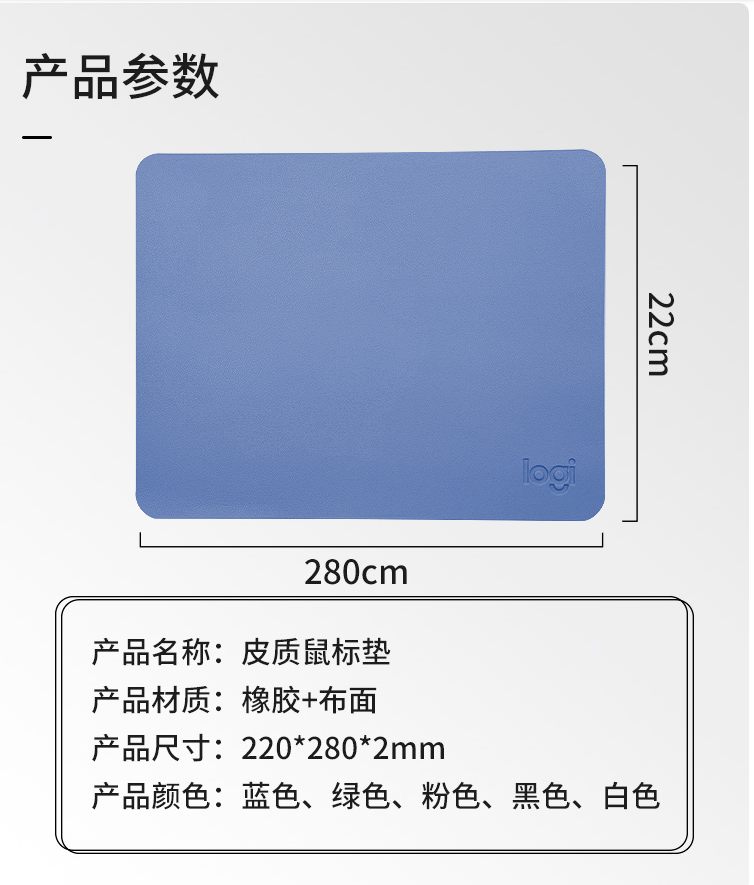 产品参数
logi
22cm
280cm
产品名称：皮质鼠标垫
产品材质：橡胶+布面
产品尺寸：220*280*2mm
产品颜色：蓝色、绿色、粉色、黑色、白色